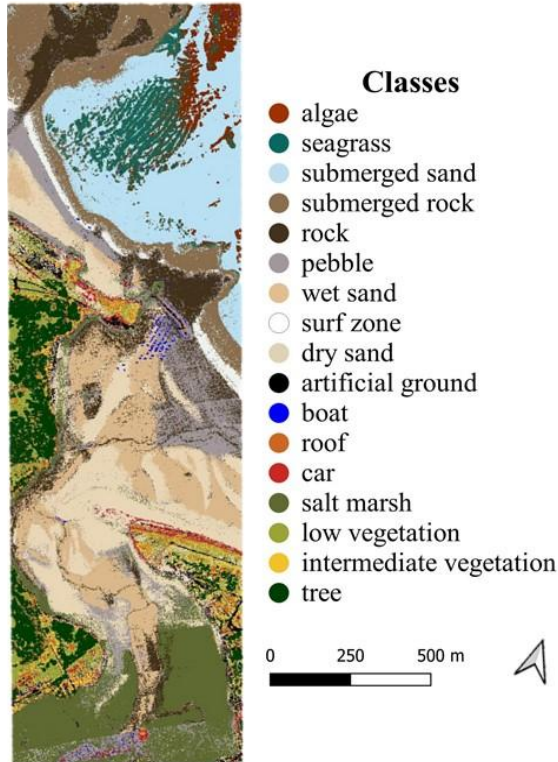 Classes
algae
seagrass
submerged sand
submerged rock
rock
pebble
wet sand
surf zone
dry sand
artificial ground
boat
roof
car
salt marsh
low vegetation
intermediate vegetation
tree
0 250 500 m